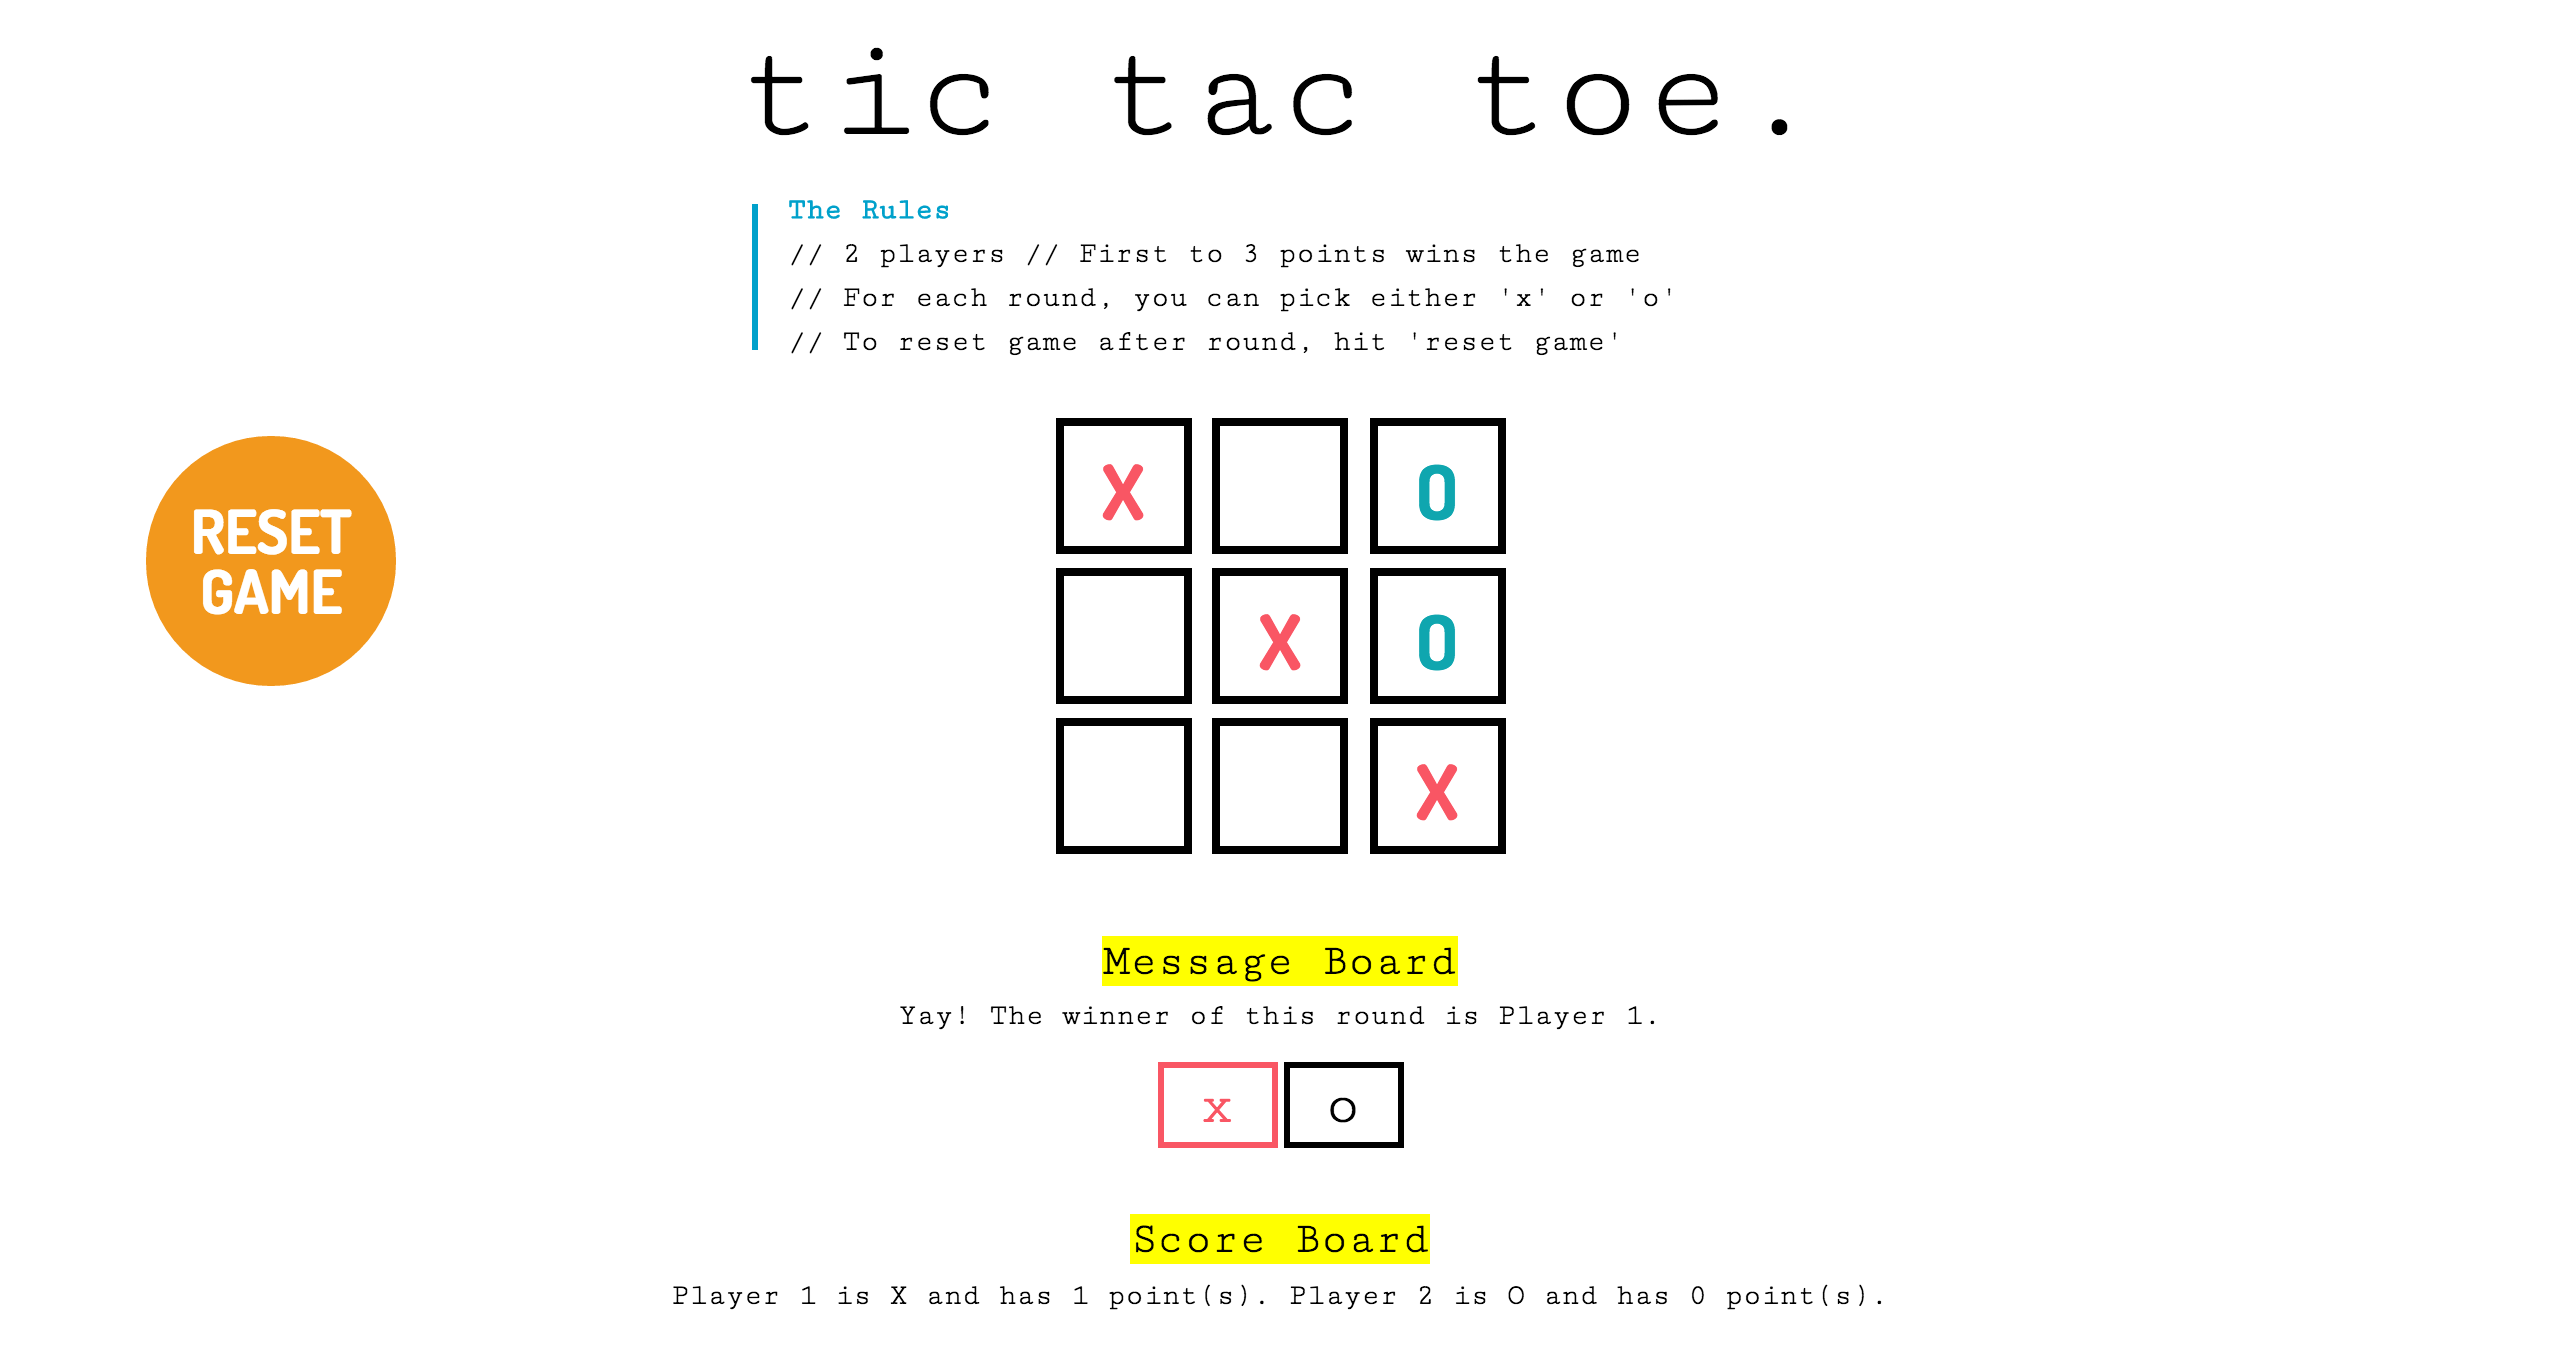 tic tac toe.
The Rules
// 2 players // First to 3 points wins the game
// For each round, you can pick either 'x' or 'o'
// To reset game after round, hit 'reset game'
RESET
GAME
X O
X O
X
Message Board
Yay! The winner of this round is Player 1.
x o
Score Board
Player 1 is X and has 1 point(s). Player 2 is O and has 0 point(s).